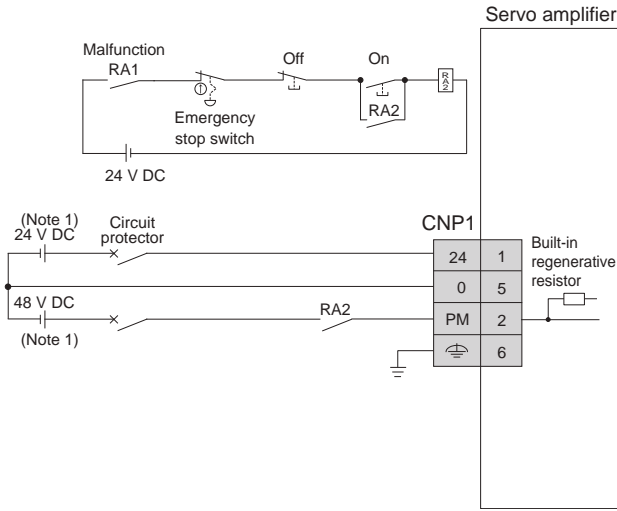 Servo amplifier
Malfunction
RA1
Off
On
RA2
RA2
Emergency
stop switch
24 V DC
(Note 1)
24 V DC
Circuit
protector
CNP1
24
1
Built-in
regenerative
resistor
0
5
48 V DC
(Note 1)
RA2
PM
2
6